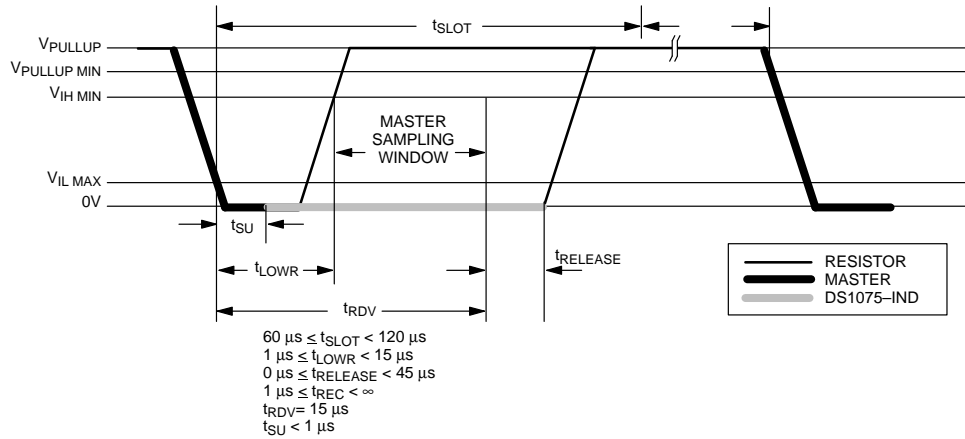 tSLOT
VPULLUP
VPULLUP MIN
VIH MIN
MASTER
SAMPLING
WINDOW
VIL MAX
0V
tSU
tRELEASE
tLOWR
RESISTOR
MASTER
DS1075–IND
tRDV
60 µs ≤ tSLOT < 120 µs
1 µs ≤ tLOWR < 15 µs
0 µs ≤ tRELEASE < 45 µs
1 µs ≤ tREC < ∞
tRDV= 15 µs
tSU < 1 µs